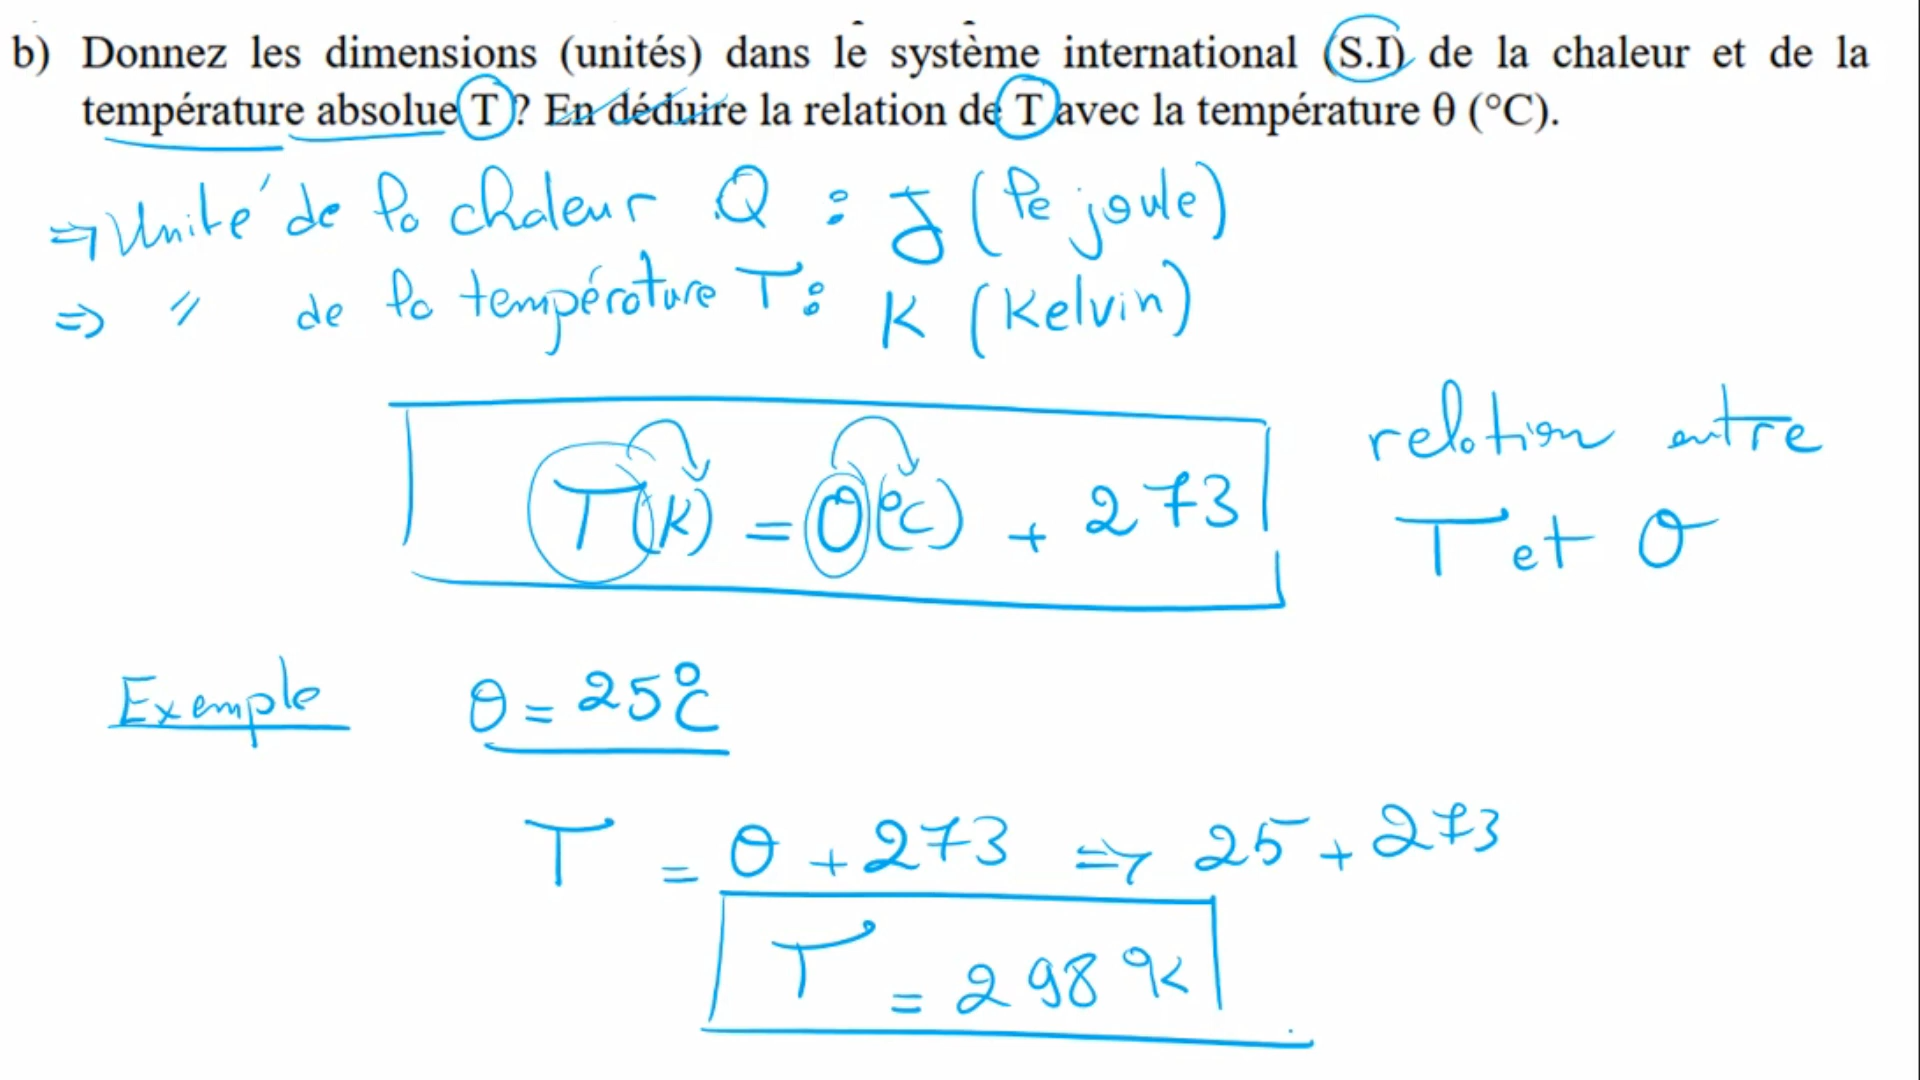 b) Donnez les dimensions (unités) dans le système international (S.I) de la chaleur et de la
température absolue T ? En déduire la relation de T avec la température θ (°C).
⇒ Unité de la chaleur Q : J (le joule)
⇒ " de la température T : K (Kelvin)
T(K) = θ(°C) + 273
relation entre
T et θ
Exemple θ = 25°C
T = θ + 273 ⇒ 25 + 273
T = 298 °K